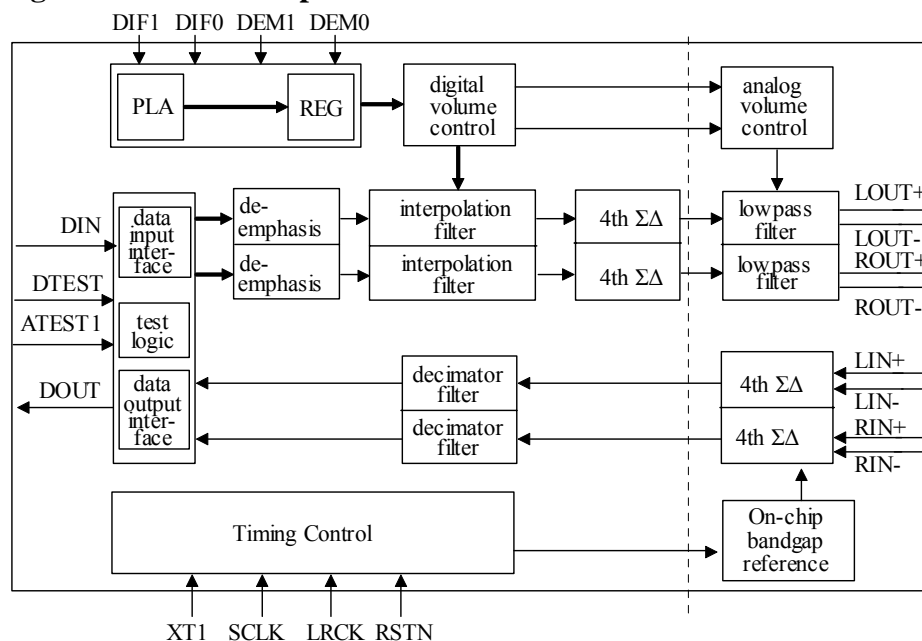 DIF1 DIF0 DEM1 DEM0
PLA
REG
digital
volume
control
analog
volume
control
DIN
DTEST
ATEST1
DOUT
data
input
inter-
face
test
logic
data
output
inter-
face
de-
emphasis
de-
emphasis
interpolation
filter
interpolation
filter
4th ΣΔ
4th ΣΔ
lowpass
filter
lowpass
filter
LOUT+
LOUT-
ROUT+
ROUT-
decimator
filter
decimator
filter
4th ΣΔ
4th ΣΔ
LIN+
LIN-
RIN+
RIN-
Timing Control
On-chip
bandgap
reference
XT1 SCLK LRCK RSTN